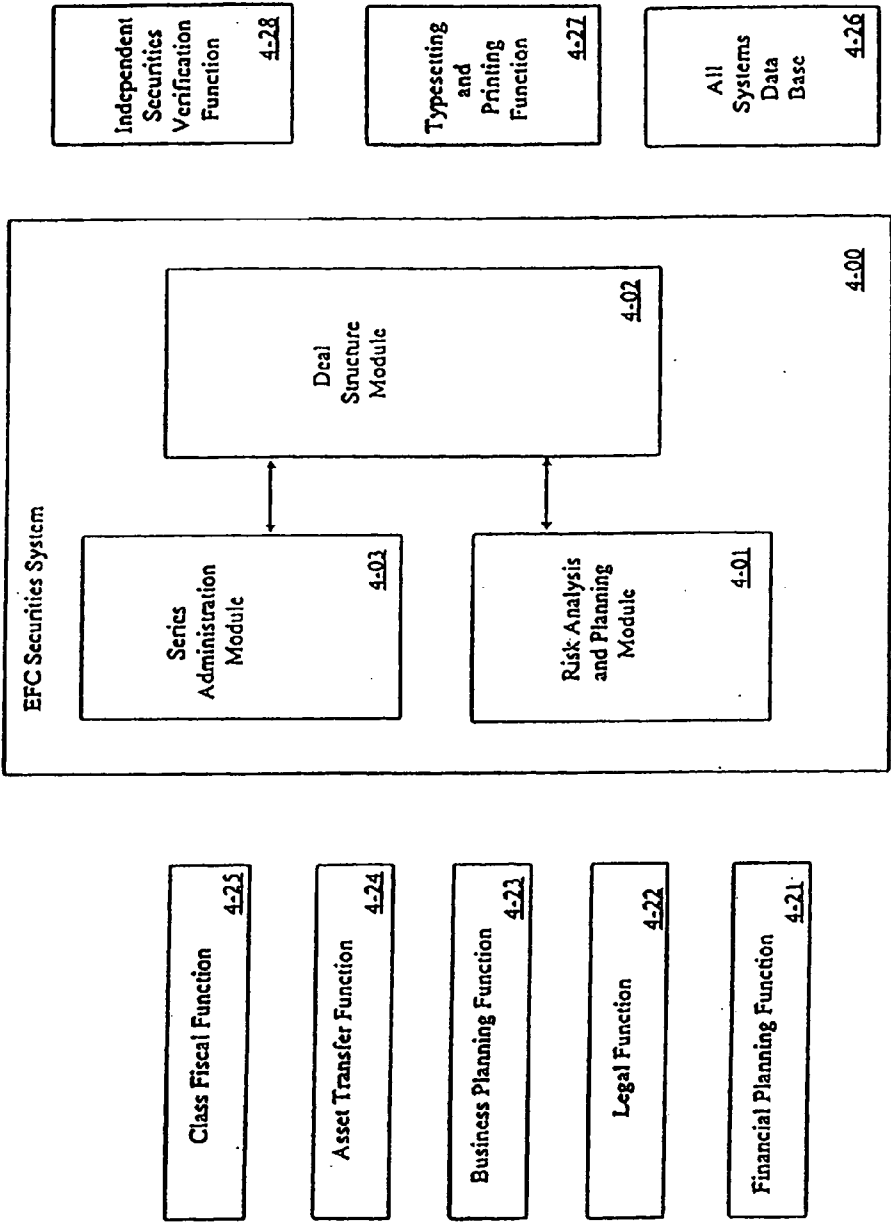 EFC Securities System
Series
Administration
Module
4-03
Risk Analysis
and Planning
Module
4-01
Deal
Structure
Module
4-02
4-00
Class Fiscal Function
4-25
Asset Transfer Function
4-24
Business Planning Function
4-23
Legal Function
4-22
Financial Planning Function
4-21
Independent
Securities
Verification
Function
4-28
Typesetting
and
Printing
Function
4-27
All
Systems
Data
Base
4-26